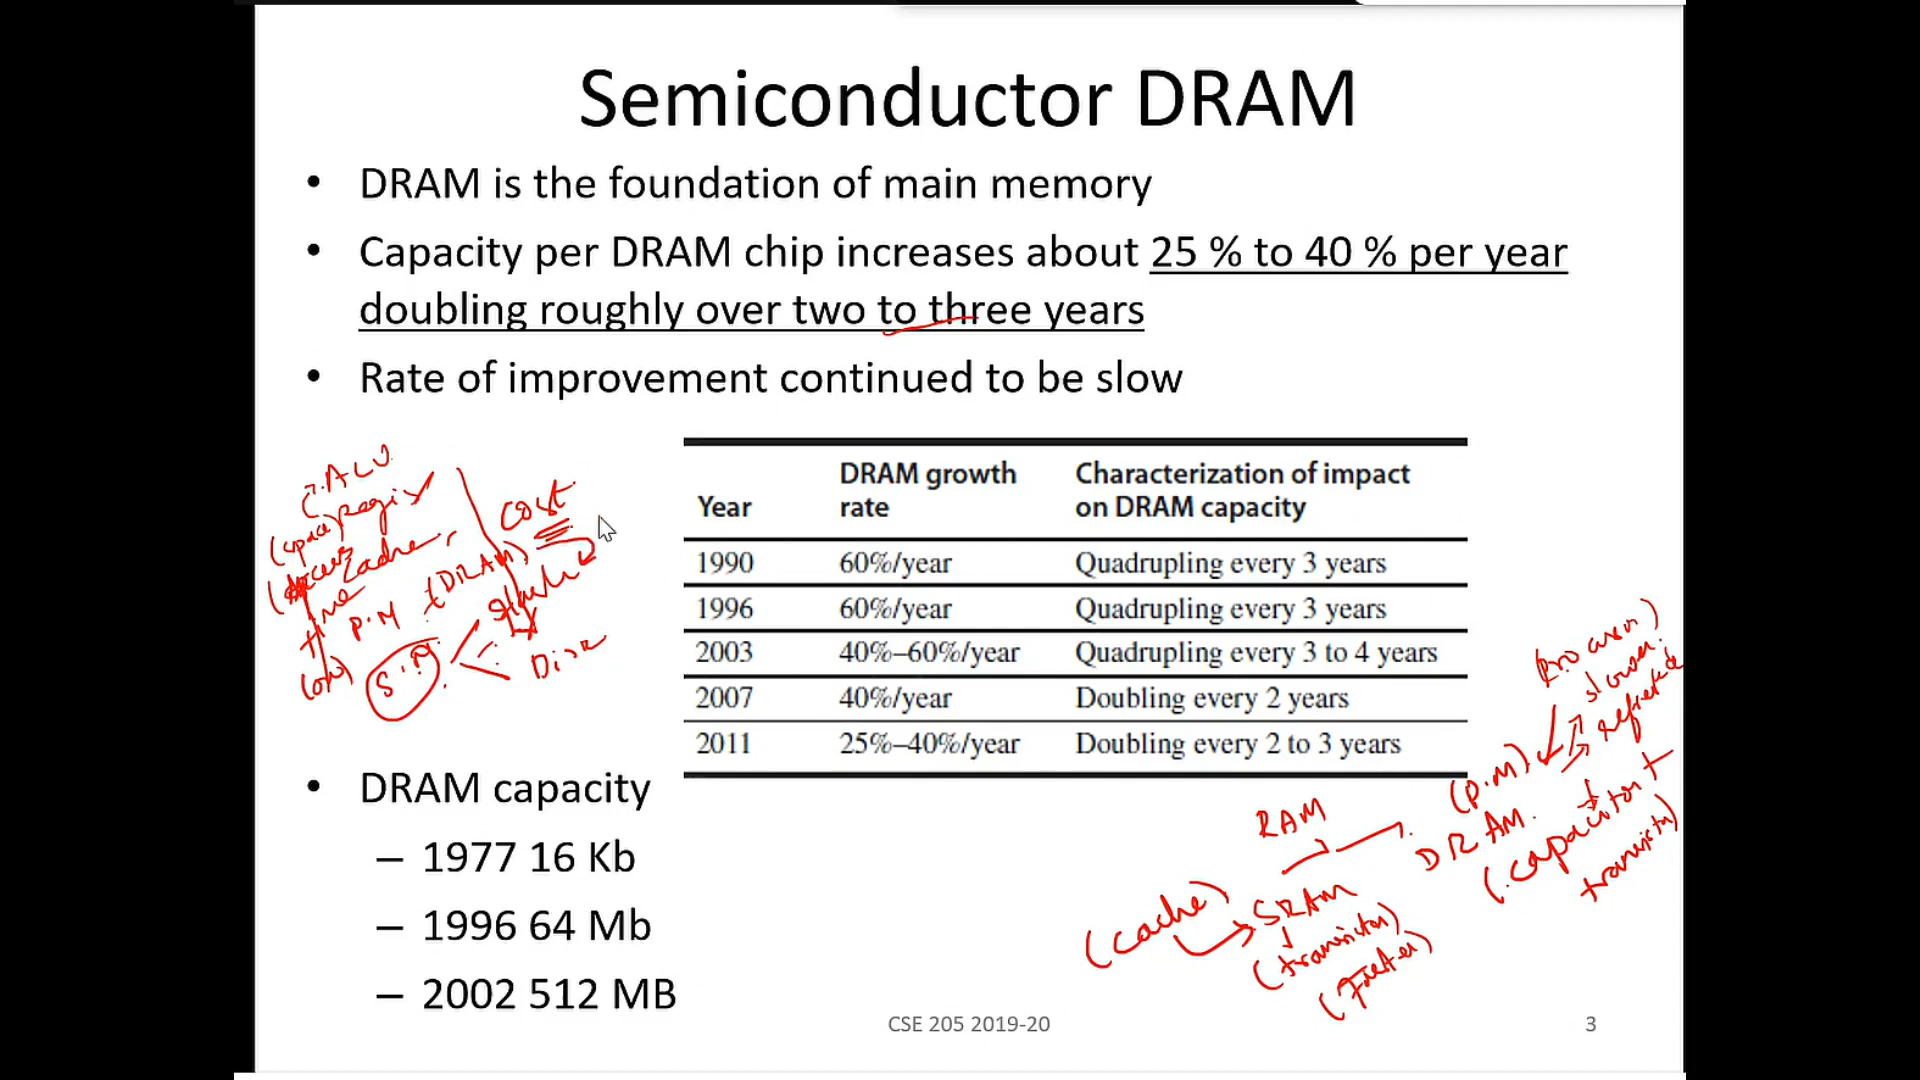 Semiconductor DRAM
• DRAM is the foundation of main memory
• Capacity per DRAM chip increases about 25 % to 40 % per year
doubling roughly over two to three years
• Rate of improvement continued to be slow
ALU
(space) Regis
(Access Cache
time P.M (DRAM)
S.M
Disk
Cost
Year DRAM growth rate Characterization of impact on DRAM capacity
1990 60%/year Quadrupling every 3 years
1996 60%/year Quadrupling every 3 years
2003 40%–60%/year Quadrupling every 3 to 4 years
2007 40%/year Doubling every 2 years
2011 25%–40%/year Doubling every 2 to 3 years
• DRAM capacity
– 1977 16 Kb
– 1996 64 Mb
– 2002 512 MB
RAM
(cache)
SRAM
(transistor)
(Faster)
slower
(P.M)
DRAM
(capacitor +
transistor)
CSE 205 2019-20
3